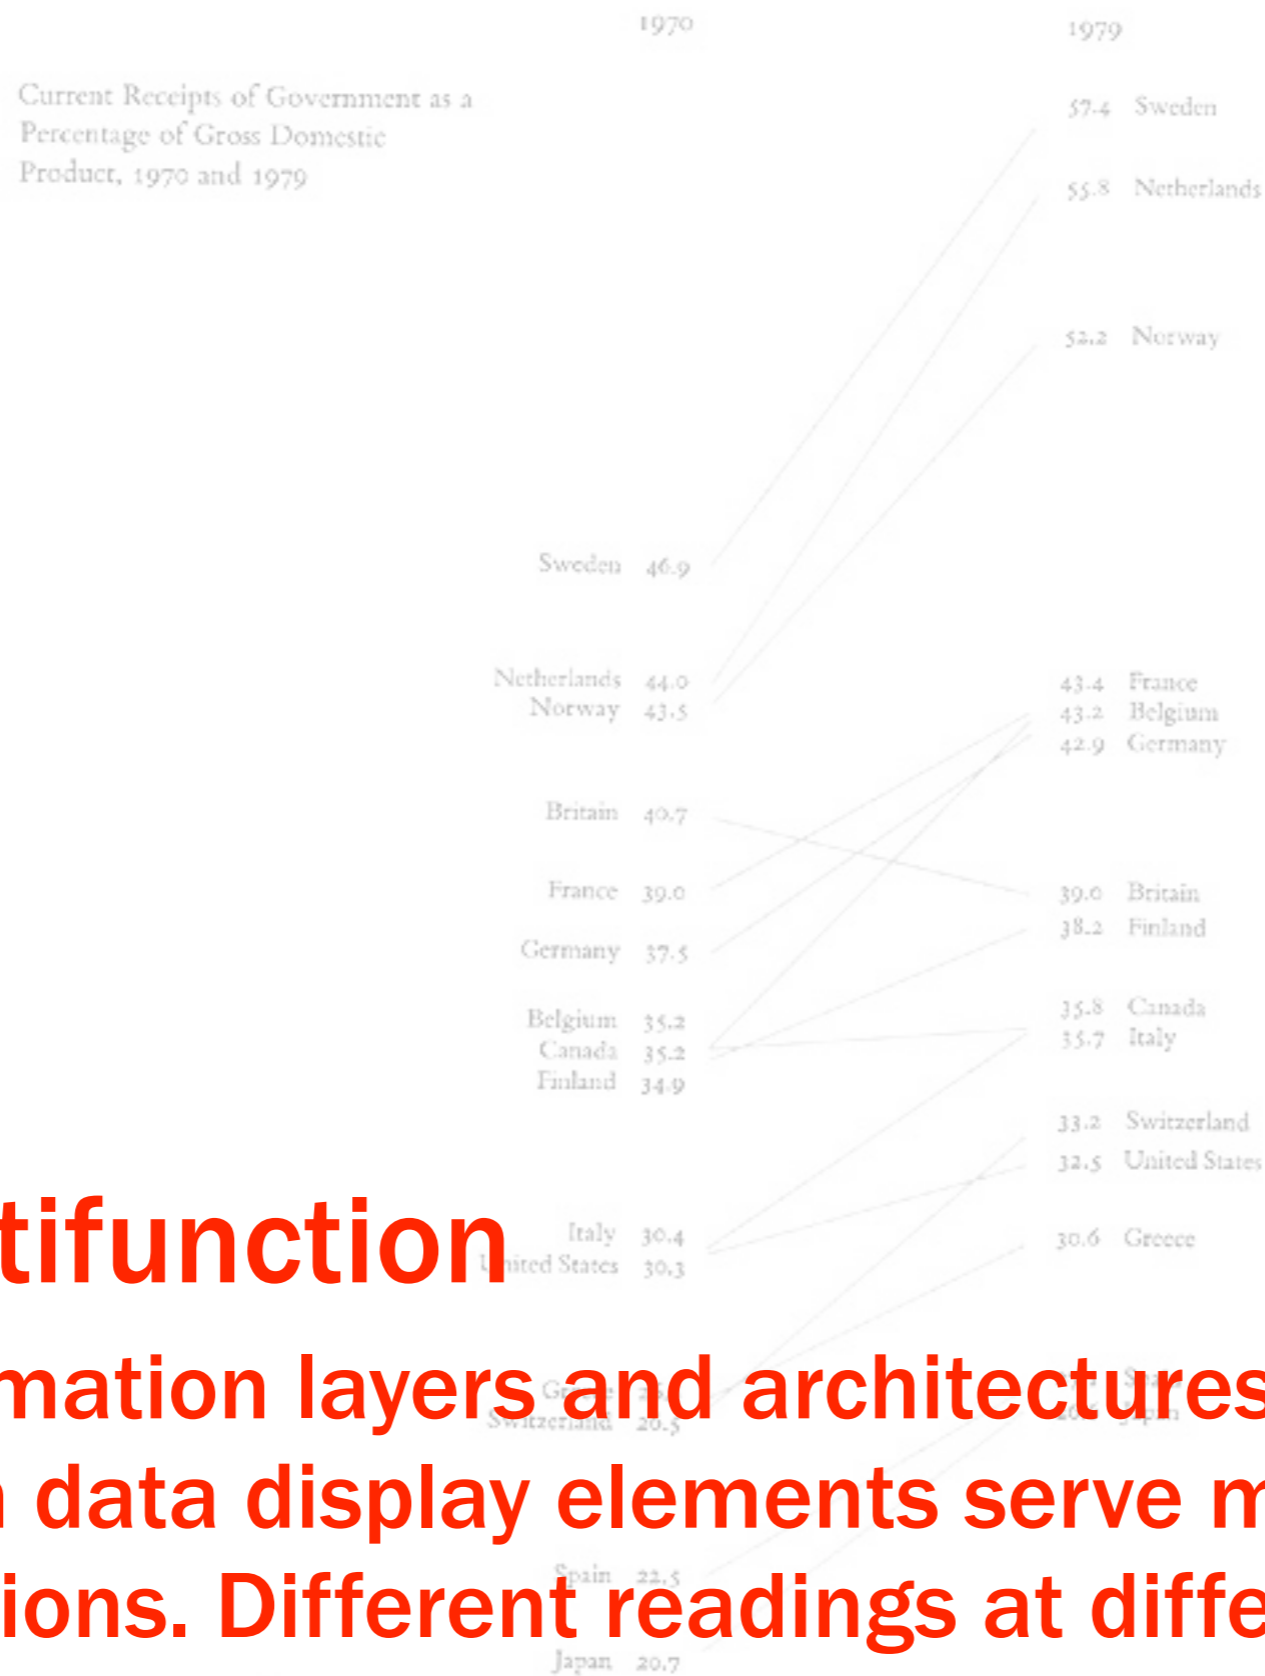 1970 1979
Current Receipts of Government as a
Percentage of Gross Domestic
Product, 1970 and 1979
57.4 Sweden
55.8 Netherlands
52.2 Norway
Sweden 46.9
Netherlands 44.0
Norway 43.5
43.4 France
43.2 Belgium
42.9 Germany
Britain 40.7
France 39.0
39.0 Britain
38.2 Finland
Germany 37.5
Belgium 35.2
Canada 35.2
Finland 34.9
35.8 Canada
35.7 Italy
33.2 Switzerland
32.5 United States
Italy 30.4
United States 30.3
30.6 Greece
tifunction
mation layers and architectures
Switzerland
data display elements serve m
Spain 22.5
ions. Different readings at diffe
Japan 20.7